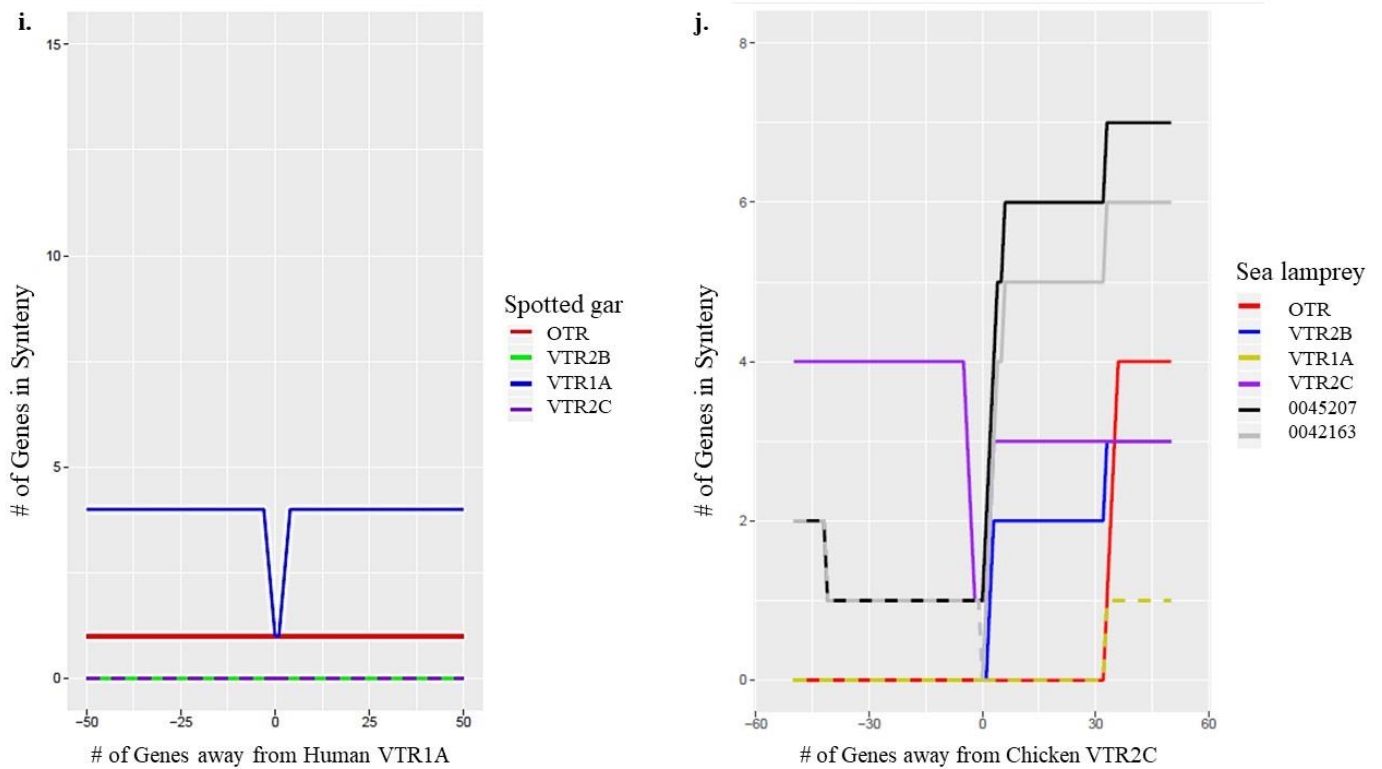 i.
15
10
5
0
# of Genes in Synteny
−50
−25
0
25
50
# of Genes away from Human VTR1A
Spotted gar
OTR
VTR2B
VTR1A
VTR2C
j.
8
6
4
2
0
# of Genes in Synteny
−60
−30
0
30
60
# of Genes away from Chicken VTR2C
Sea lamprey
OTR
VTR2B
VTR1A
VTR2C
0045207
0042163